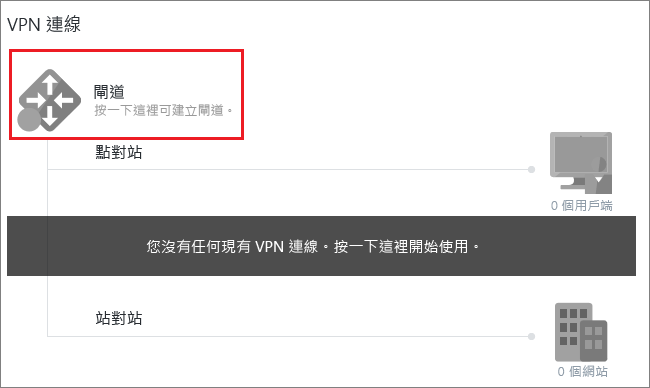 VPN 連線
閘道
按一下這裡可建立閘道。
點對站
0 個用戶端
您沒有任何現有 VPN 連線。按一下這裡開始使用。
站對站
0 個網站